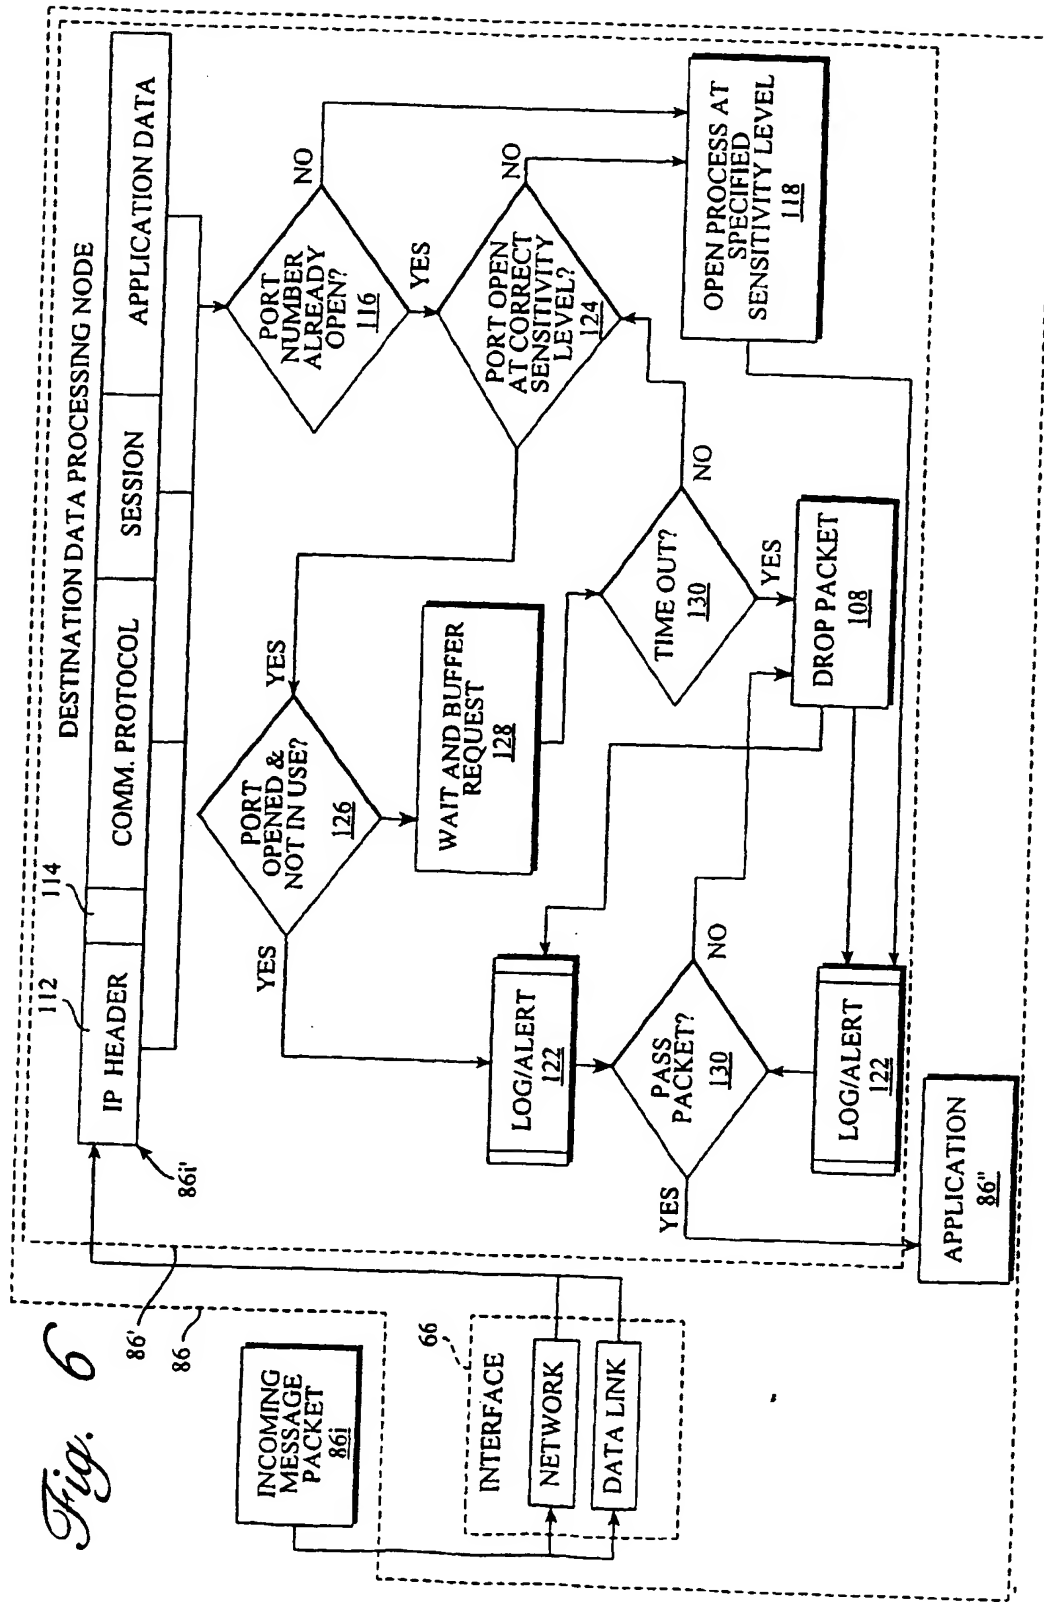 Fig. 6
DESTINATION DATA PROCESSING NODE
112
114
IP HEADER
COMM. PROTOCOL
SESSION
APPLICATION DATA
86i'
86'
86
INCOMING
MESSAGE
PACKET
86i
66
INTERFACE
NETWORK
DATA LINK
PORT
NUMBER
ALREADY
OPEN?
116
NO
YES
PORT OPEN
AT CORRECT
SENSITIVITY
LEVEL?
124
NO
YES
OPEN PROCESS AT
SPECIFIED
SENSITIVITY LEVEL
118
PORT
OPENED &
NOT IN USE?
126
YES
WAIT AND BUFFER
REQUEST
128
TIME OUT?
130
NO
YES
DROP PACKET
108
LOG/ALERT
122
PASS
PACKET?
130
NO
YES
LOG/ALERT
122
APPLICATION
86"